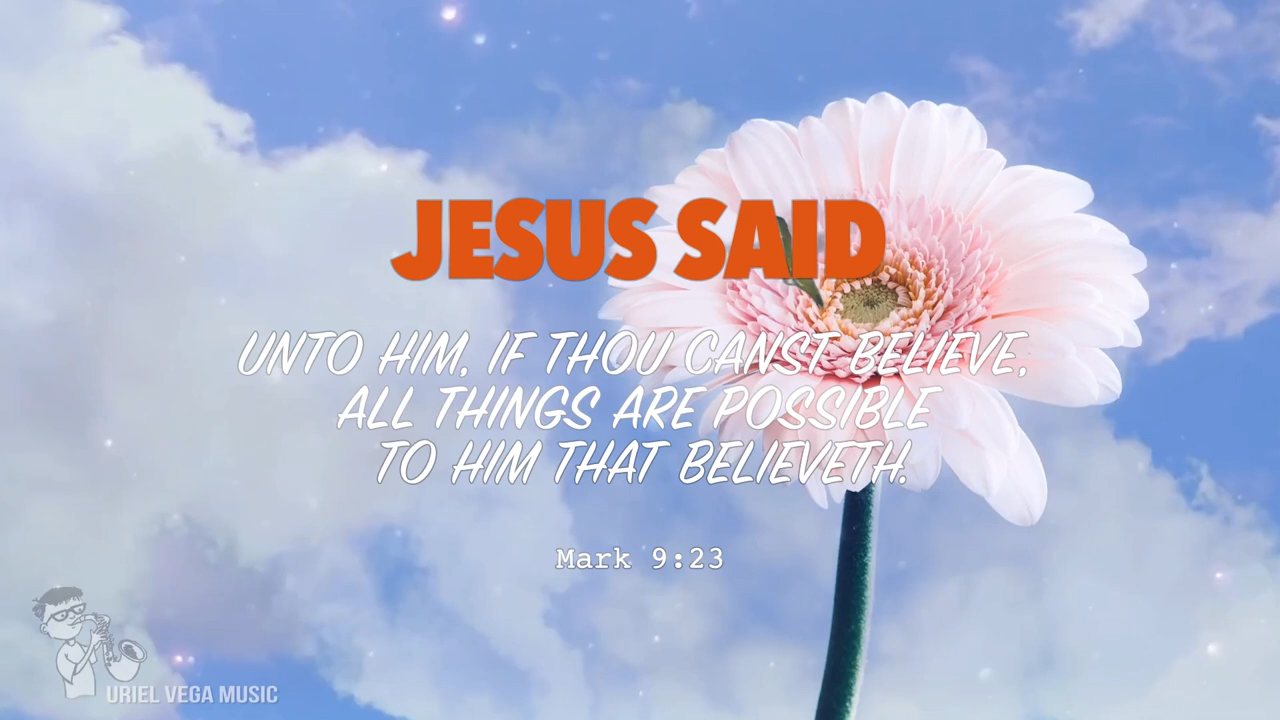 JESUS SAID
UNTO HIM, IF THOU CANST BELIEVE,
ALL THINGS ARE POSSIBLE
TO HIM THAT BELIEVETH.
Mark 9:23
URIEL VEGA MUSIC